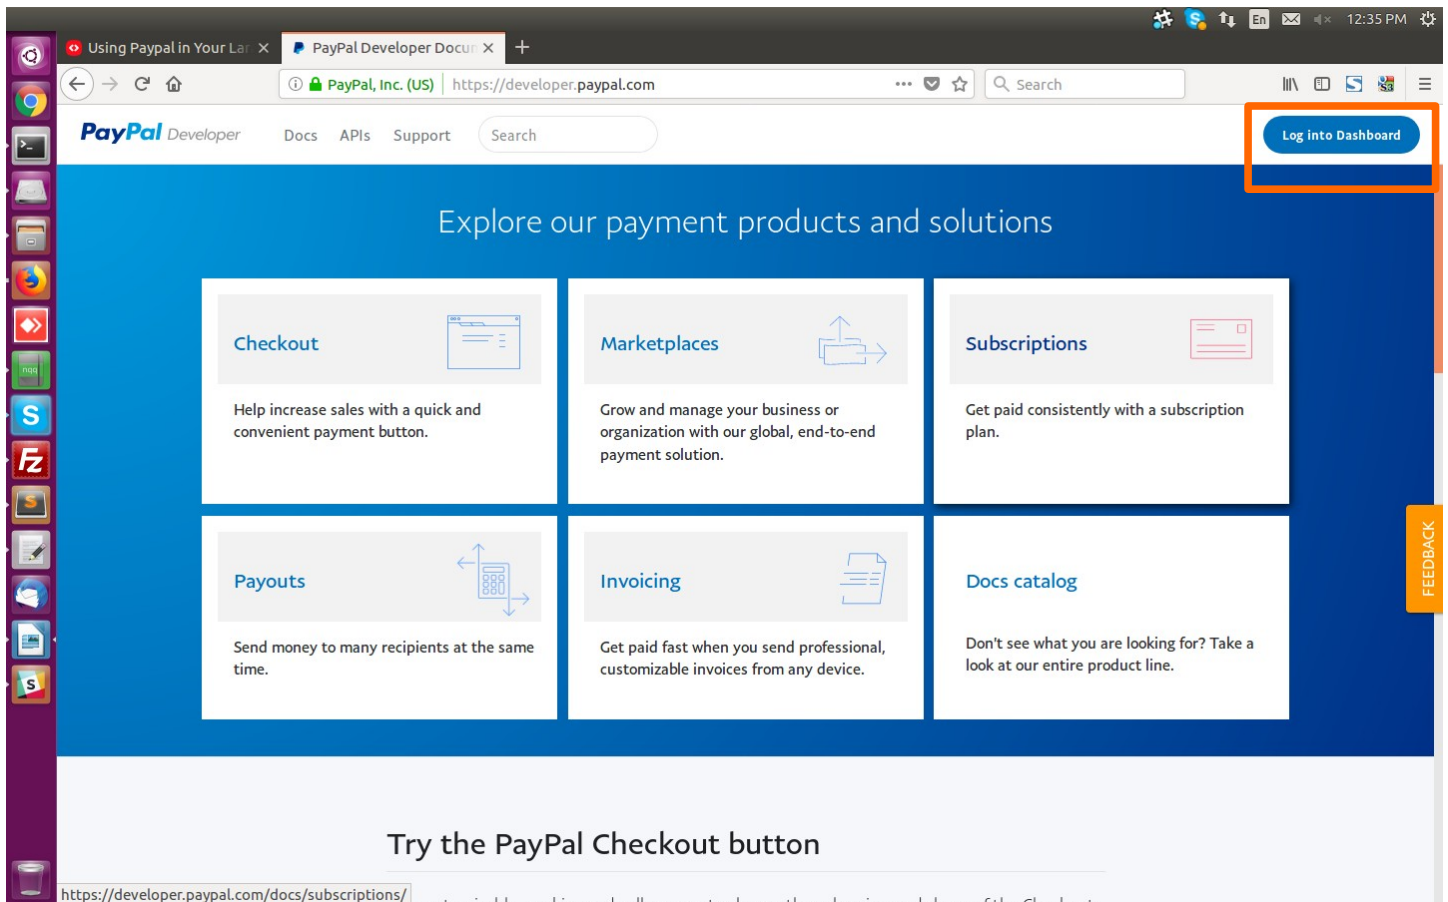 En
12:35 PM
Using Paypal in Your Lar
PayPal Developer Docum
PayPal, Inc. (US) https://developer.paypal.com
Search
S3
PayPal Developer
Docs APIs Support
Search
Log into Dashboard
Explore our payment products and solutions
Checkout
Help increase sales with a quick and
convenient payment button.
Marketplaces
Grow and manage your business or
organization with our global, end-to-end
payment solution.
Subscriptions
Get paid consistently with a subscription
plan.
Payouts
Send money to many recipients at the same
time.
Invoicing
Get paid fast when you send professional,
customizable invoices from any device.
Docs catalog
Don't see what you are looking for? Take a
look at our entire product line.
FEEDBACK
Try the PayPal Checkout button
https://developer.paypal.com/docs/subscriptions/